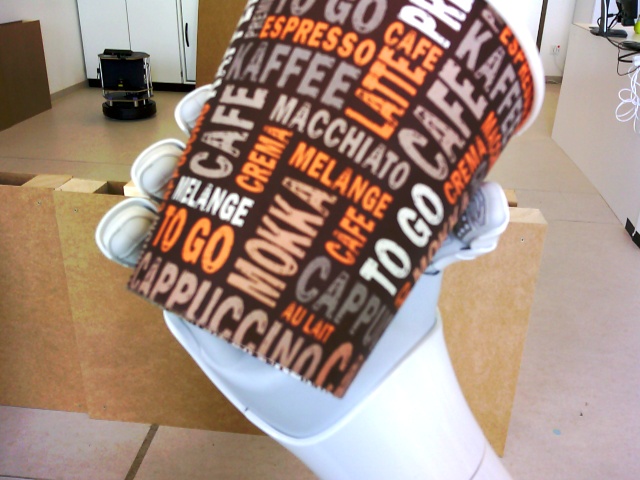 TO GO
ESPRESSO
CAFE
KAFFEE
LATTE
CAFE
MACCHIATO
CAFE
KAFFEE
CREMA
MELANGE
CREMA
MELANGE
MOKKA
CAFE
TO GO
TO GO
CAPPUCCINO
AU LAIT